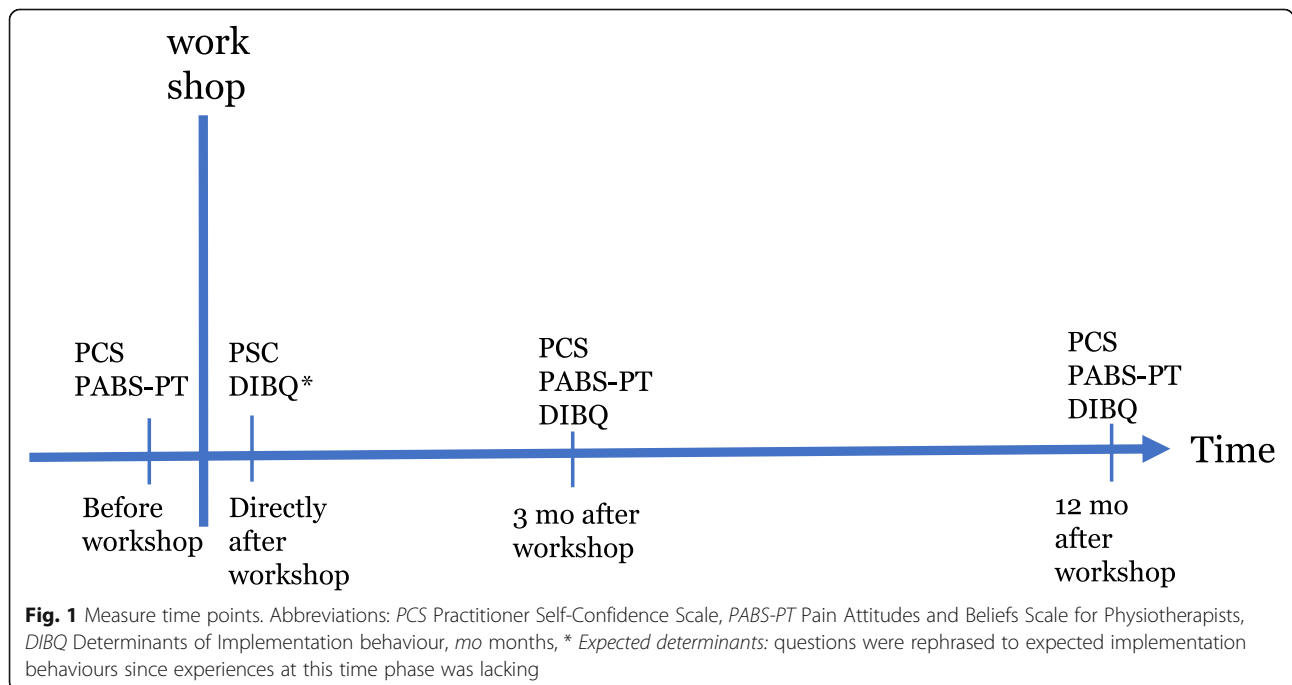 work
shop
PCS
PABS-PT
PSC
DIBQ*
PCS
PABS-PT
DIBQ
PCS
PABS-PT
DIBQ
Time
Before
workshop
Directly
after
workshop
3 mo after
workshop
12 mo
after
workshop
Fig. 1 Measure time points. Abbreviations: PCS Practitioner Self-Confidence Scale, PABS-PT Pain Attitudes and Beliefs Scale for Physiotherapists,
DIBQ Determinants of Implementation behaviour, mo months, * Expected determinants: questions were rephrased to expected implementation
behaviours since experiences at this time phase was lacking